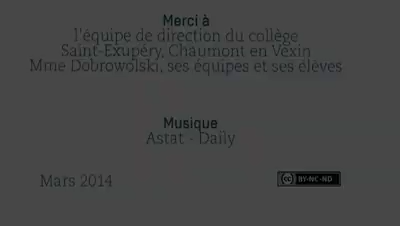 Merci à
l'équipe de direction du collège
Saint-Exupéry, Chaumont en Vexin
Mme Dobrowolski, ses équipes et ses élèves
Musique
Astat - Daily
Mars 2014
cc BY-NC-ND